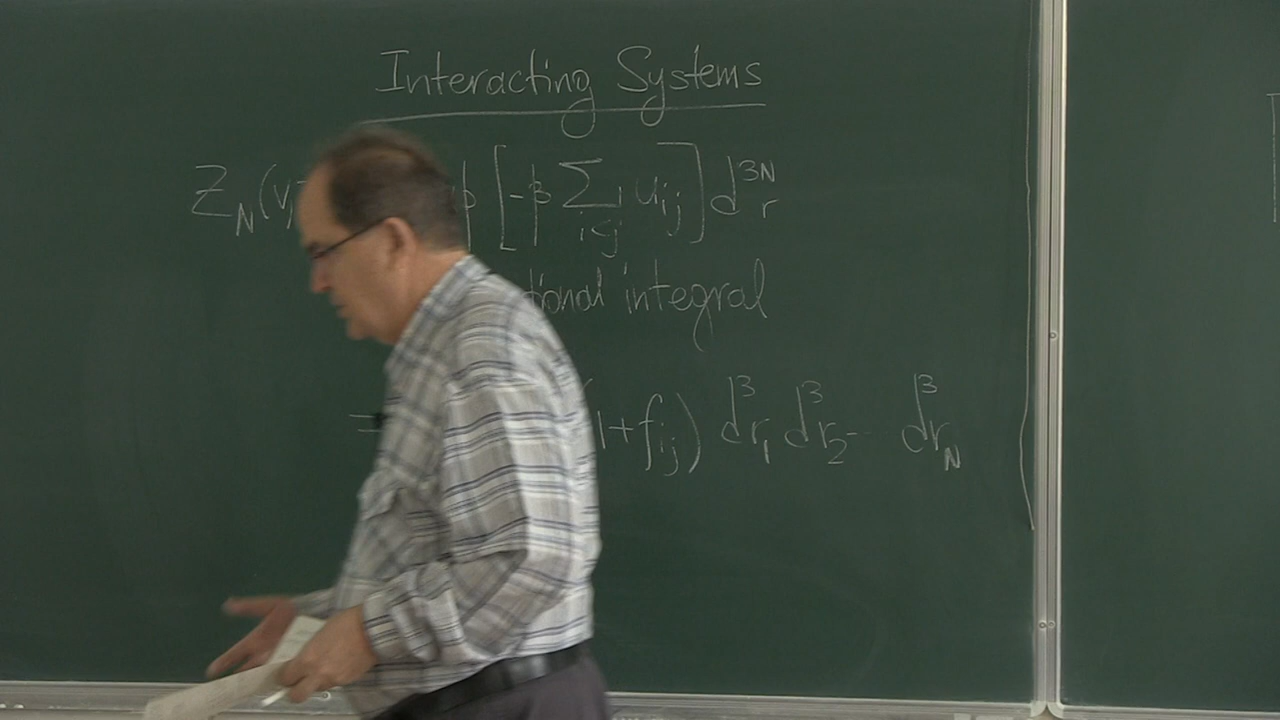 Interacting Systems
Z_N(V, p [-β Σ_{i<j} u_{ij}] d^{3N}r
tional integral
= (1+f_{ij}) d^3r_1 d^3r_2 - d^3r_N